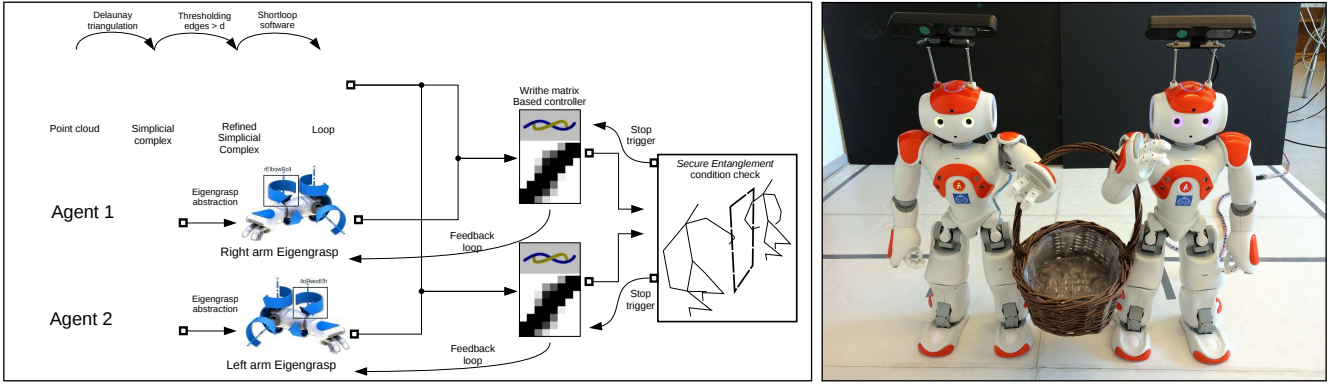 Delaunay
triangulation
Thresholding
edges > d
Shortloop
software
Point cloud
Simplicial
complex
Refined
Simplicial
Complex
Loop
Writhe matrix
Based controller
Stop
trigger
Secure Entanglement
condition check
rElbowRoll
Eigengrasp
abstraction
Agent 1
Right arm Eigengrasp
Feedback
loop
Eigengrasp
abstraction
Agent 2
Left arm Eigengrasp
Stop
trigger
Feedback
loop